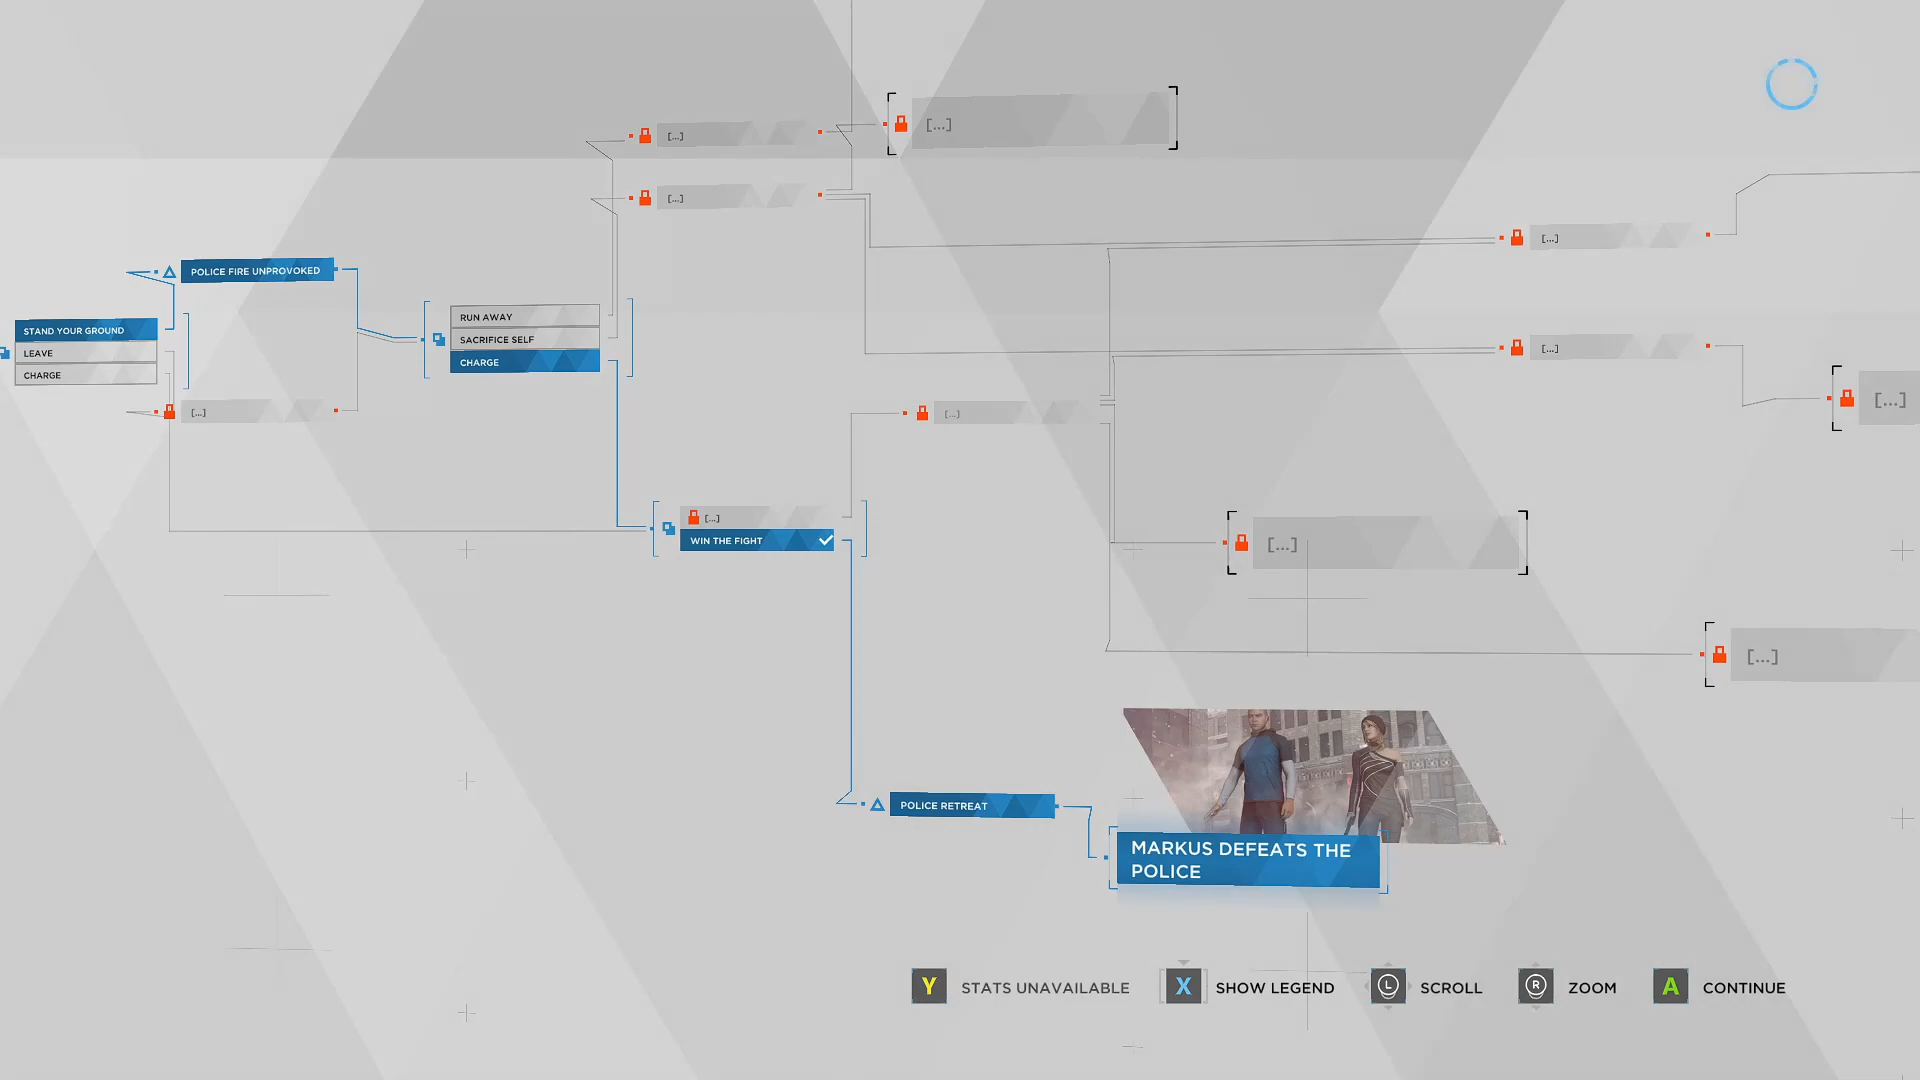 [...]
[...]
[...]
[...]
POLICE FIRE UNPROVOKED
RUN AWAY
SACRIFICE SELF
CHARGE
STAND YOUR GROUND
LEAVE
CHARGE
[...]
[...]
[...]
[...]
[...]
WIN THE FIGHT
[...]
[...]
POLICE RETREAT
MARKUS DEFEATS THE
POLICE
Y STATS UNAVAILABLE
X SHOW LEGEND
L SCROLL
R ZOOM
A CONTINUE